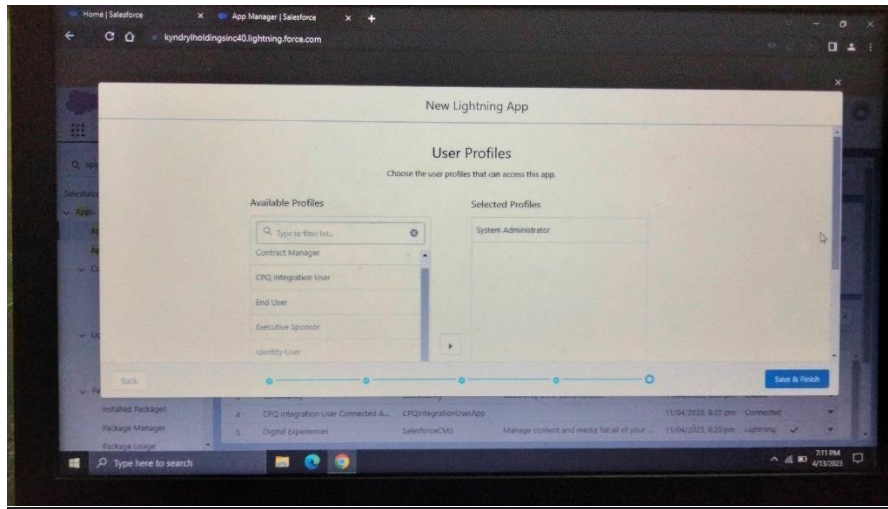 Home | Salesforce
App Manager | Salesforce
kyndrylholdingsinc40.lightning.force.com
New Lightning App
User Profiles
Choose the user profiles that can access this app.
Available Profiles
Selected Profiles
Type to filter list...
System Administrator
Contract Manager
CPQ Integration User
End User
Executive Sponsor
Identity User
Back
Save & Finish
Installed Packages
Package Manager
Package Usage
4 CPQ Integration User Connected A... CPQIntegrationUserApp 11/04/2023, 8:20 pm Connected
5 Digital Experiences SalesforceCMS Manage content and media for all of your ... 11/04/2023, 8:20 pm Lightning
Type here to search
7:11 PM
4/13/2023